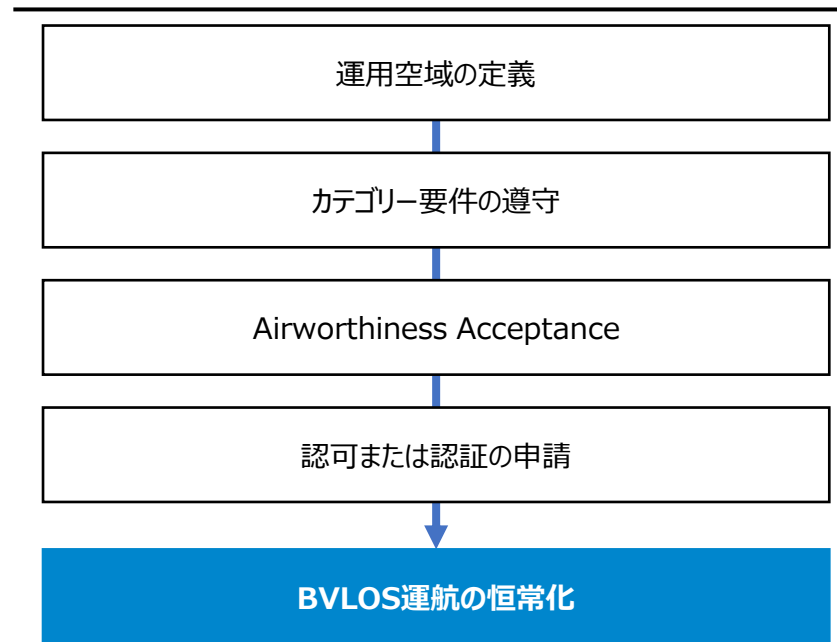 運用空域の定義
カテゴリー要件の遵守
Airworthiness Acceptance
認可または認証の申請
BVLOS運航の恒常化